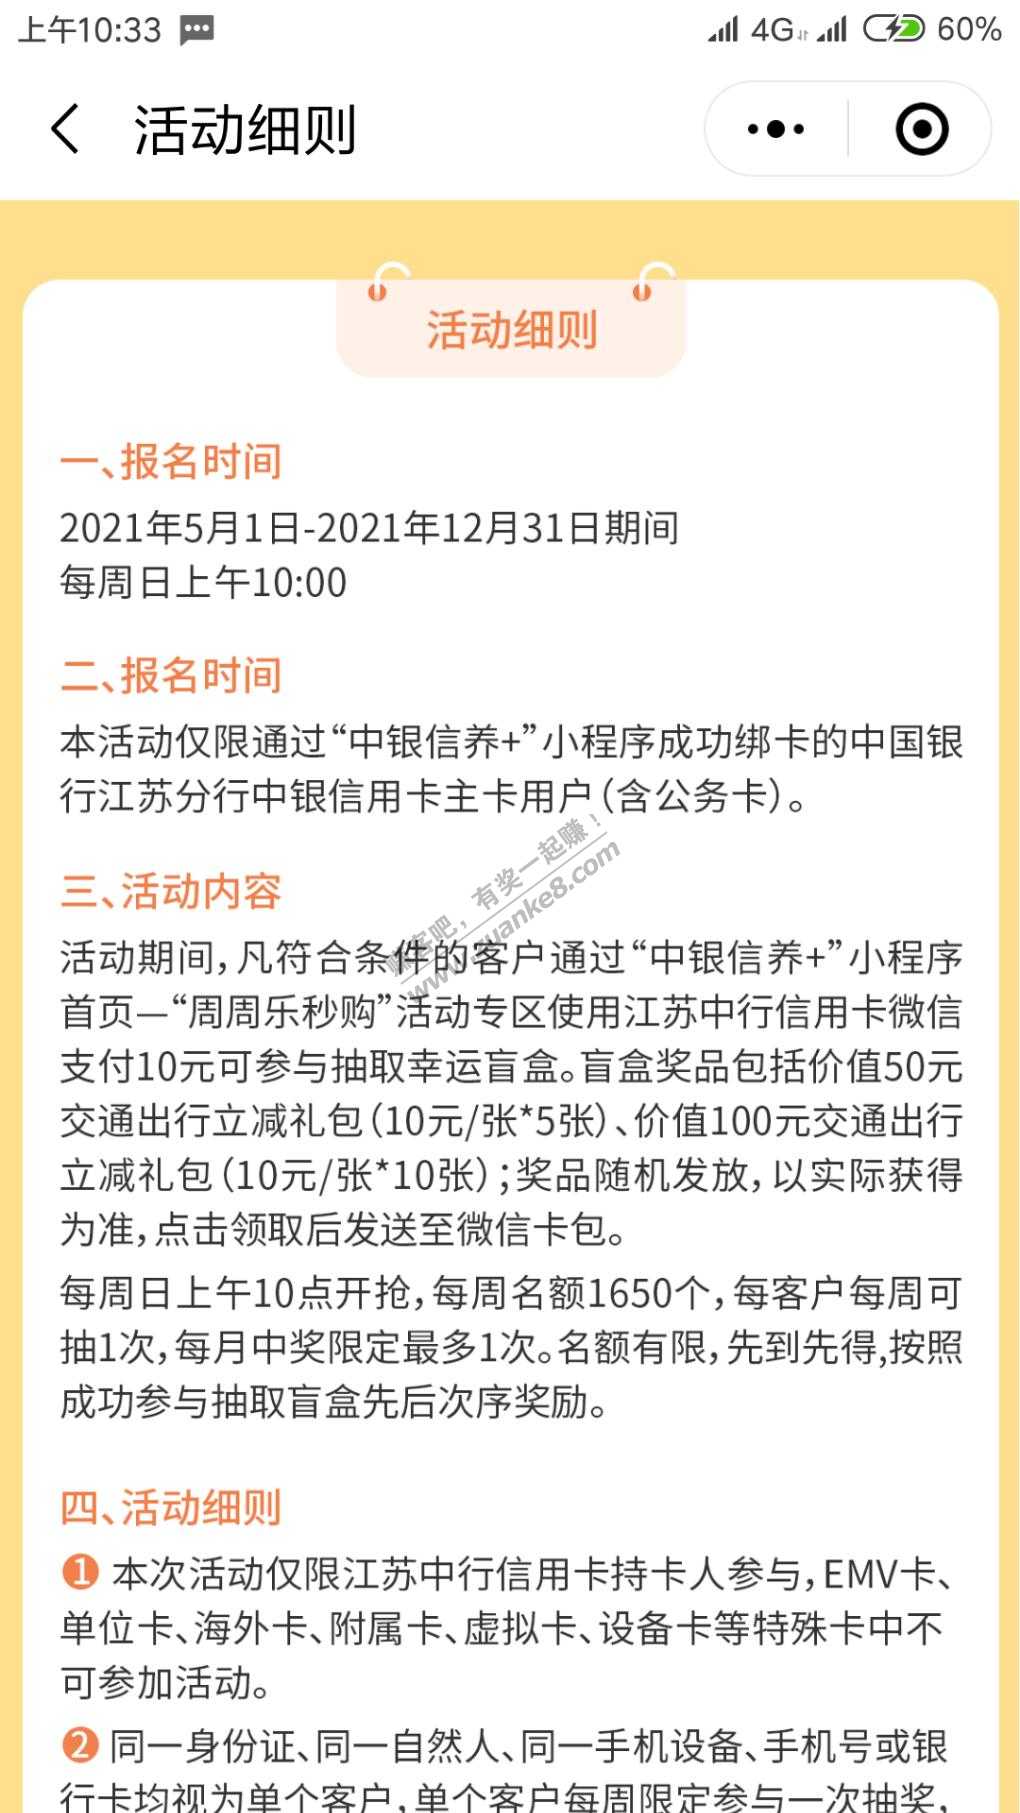 上午10:33 4G 60%
活动细则
活动细则
一、报名时间
2021年5月1日-2021年12月31日期间
每周日上午10:00
二、报名时间
本活动仅限通过“中银信养+”小程序成功绑卡的中国银
行江苏分行中银信用卡主卡用户（含公务卡）。
三、活动内容
活动期间，凡符合条件的客户通过“中银信养+”小程序
首页—“周周乐秒购”活动专区使用江苏中行信用卡微信
支付10元可参与抽取幸运盲盒。盲盒奖品包括价值50元
交通出行立减礼包（10元/张*5张）、价值100元交通出行
立减礼包（10元/张*10张）；奖品随机发放，以实际获得
为准，点击领取后发送至微信卡包。
每周日上午10点开抢，每周名额1650个，每客户每周可
抽1次，每月中奖限定最多1次。名额有限，先到先得,按照
成功参与抽取盲盒先后次序奖励。
四、活动细则
1 本次活动仅限江苏中行信用卡持卡人参与，EMV卡、
单位卡、海外卡、附属卡、虚拟卡、设备卡等特殊卡中不
可参加活动。
2 同一身份证、同一自然人、同一手机设备、手机号或银
行卡均视为单个客户，单个客户每周限定参与一次抽奖，
赚客吧，有奖一起赚！
www.zuanke8.com